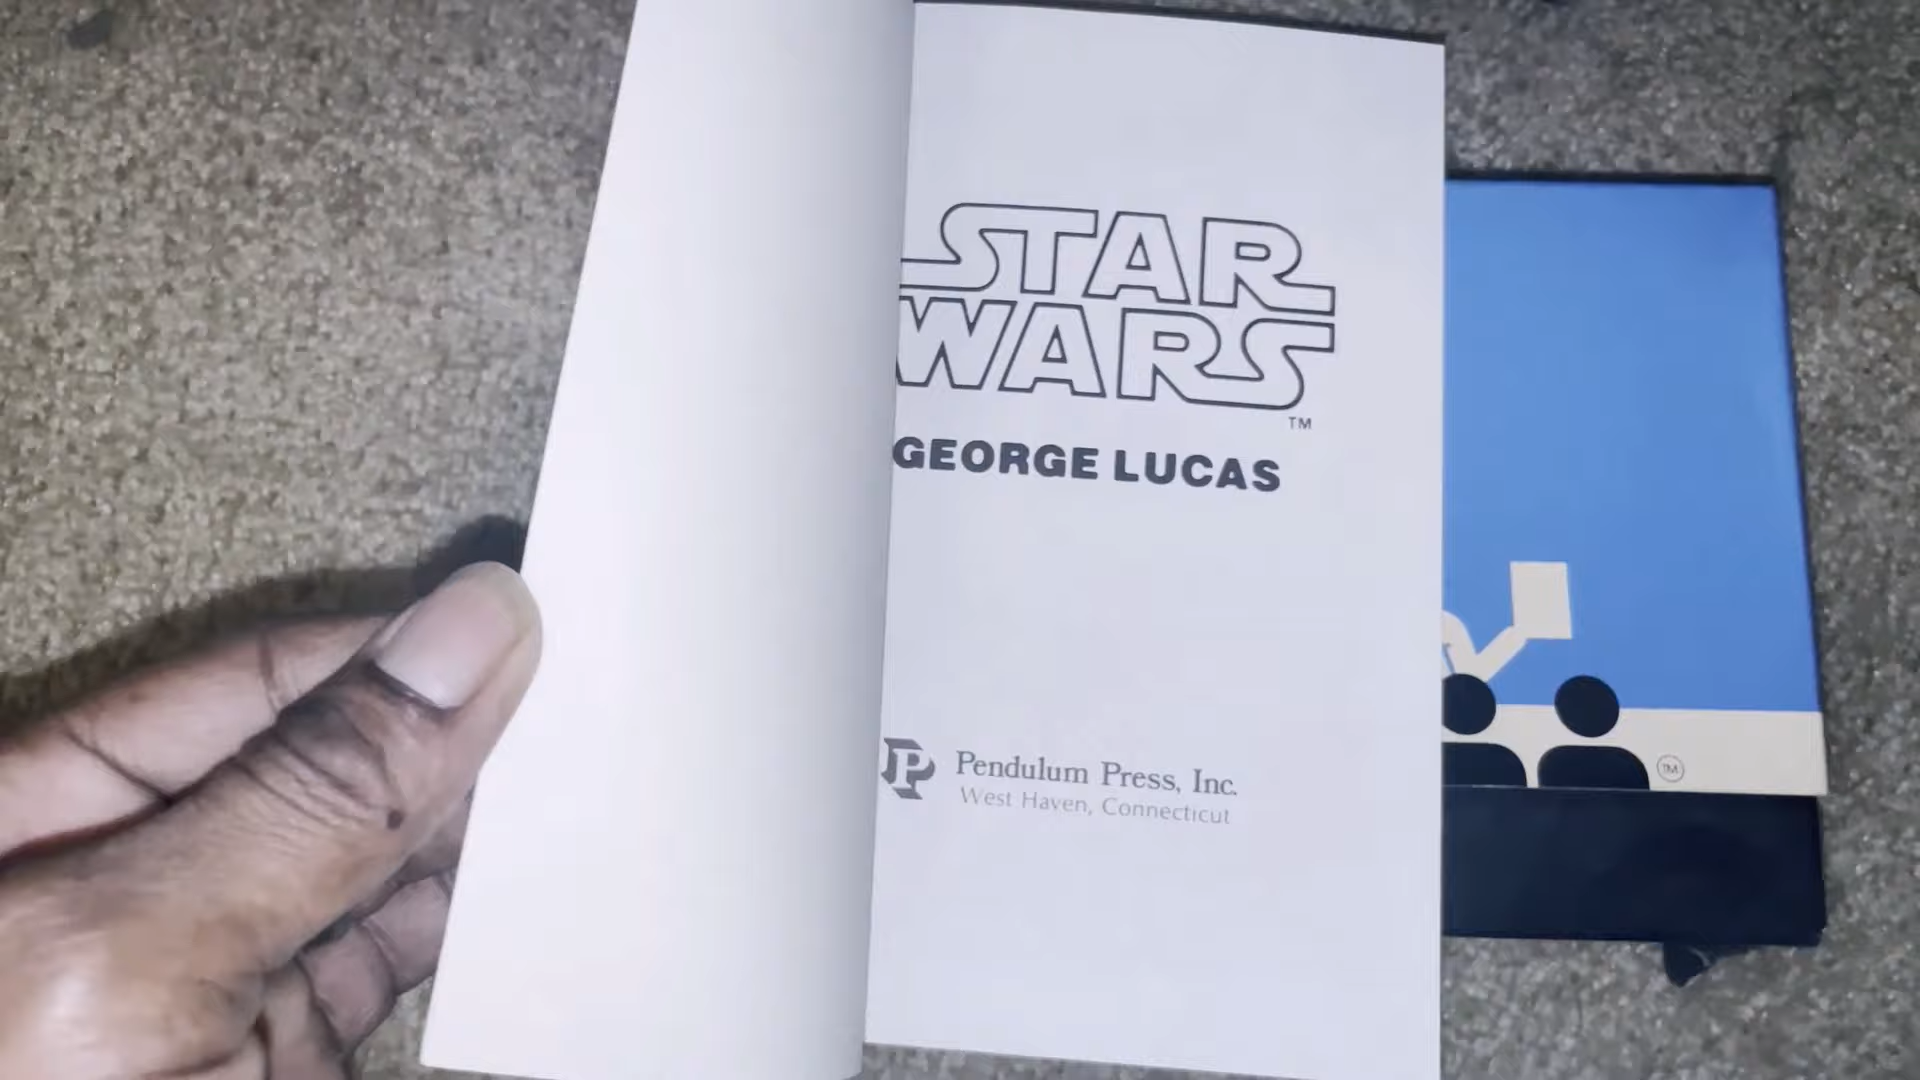 STAR
WARS
TM
GEORGE LUCAS
P
Pendulum Press, Inc.
West Haven, Connecticut
TM